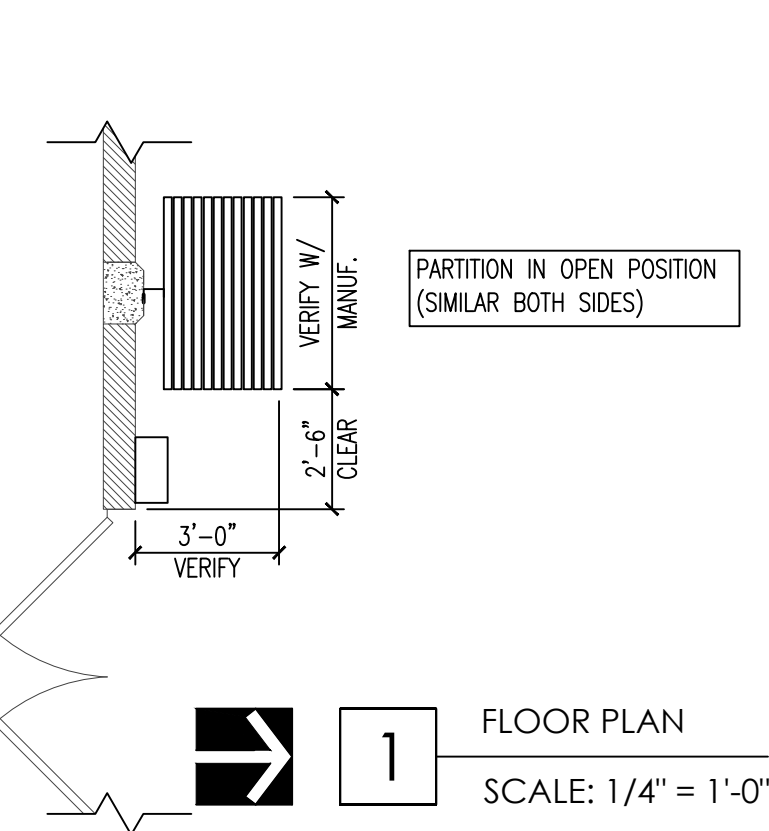 VERIFY W/
MANUF.
PARTITION IN OPEN POSITION
(SIMILAR BOTH SIDES)
2'-6"
CLEAR
3'-0"
VERIFY
1
FLOOR PLAN
SCALE: 1/4" = 1'-0"